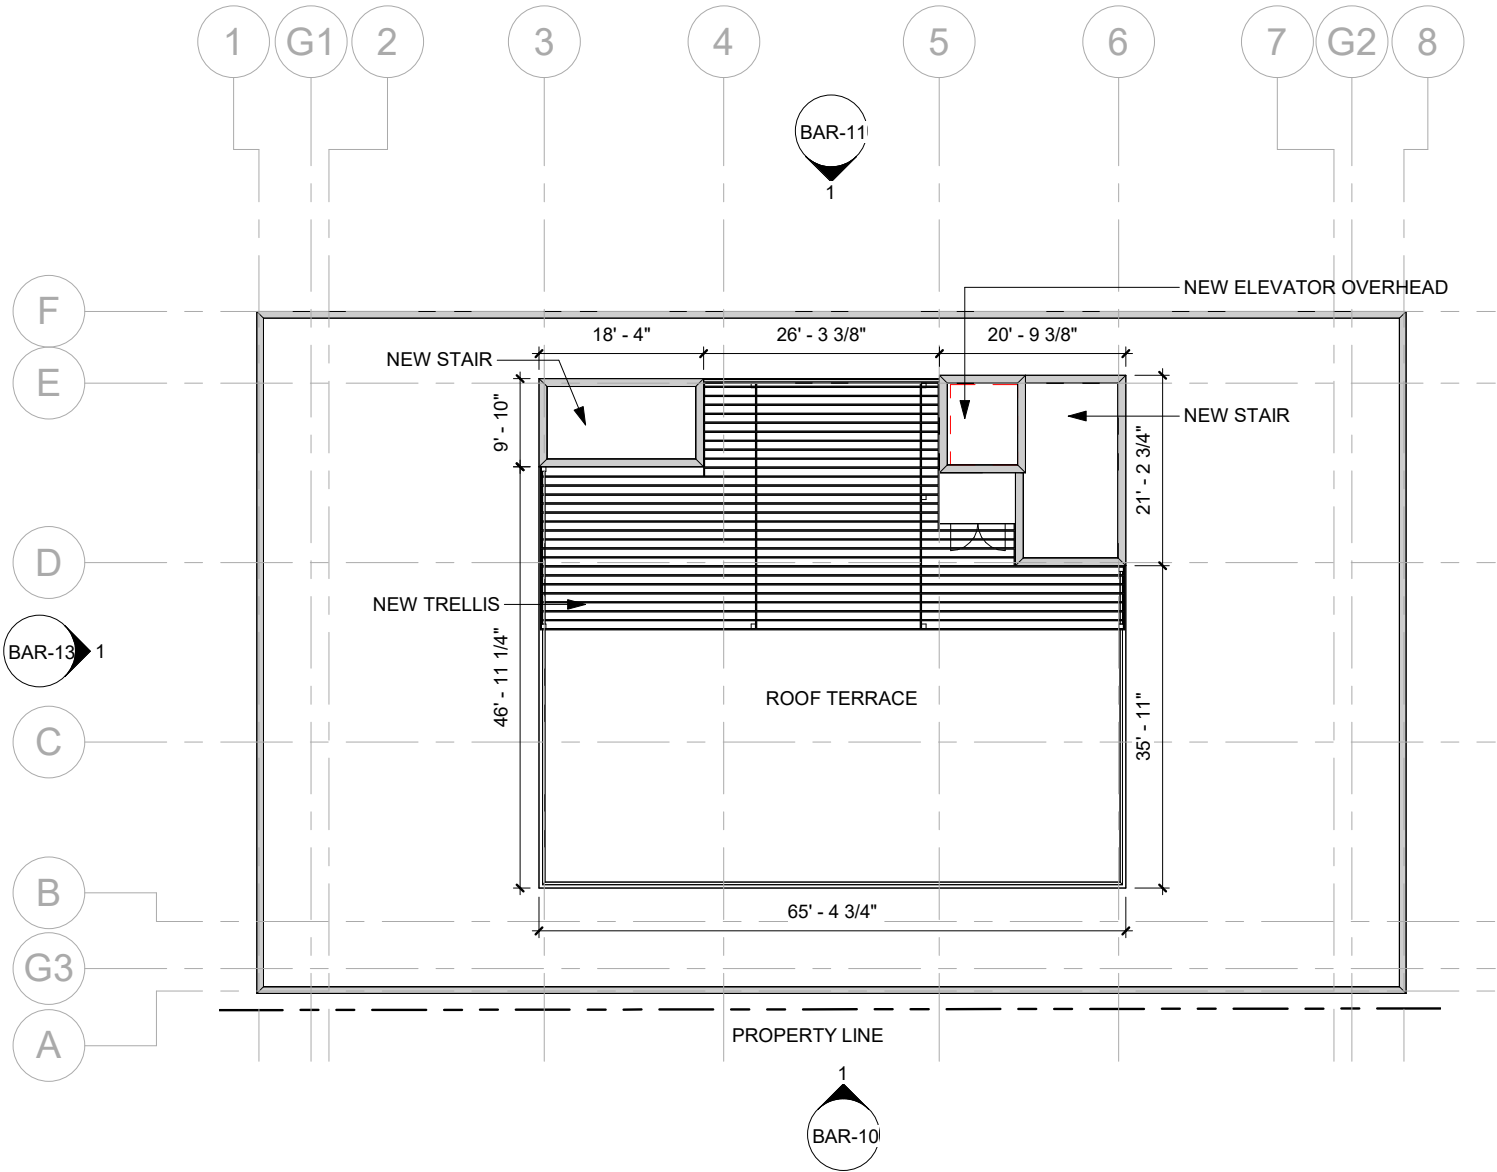 1 G1 2 3 4 5 6 7 G2 8
BAR-11
1
NEW ELEVATOR OVERHEAD
F
18' - 4" 26' - 3 3/8" 20' - 9 3/8"
NEW STAIR
E
9' - 10"
NEW STAIR
21' - 2 3/4"
D
NEW TRELLIS
BAR-13 1
46' - 11 1/4"
ROOF TERRACE
C
35' - 11"
B
65' - 4 3/4"
G3
PROPERTY LINE
A
1
BAR-10